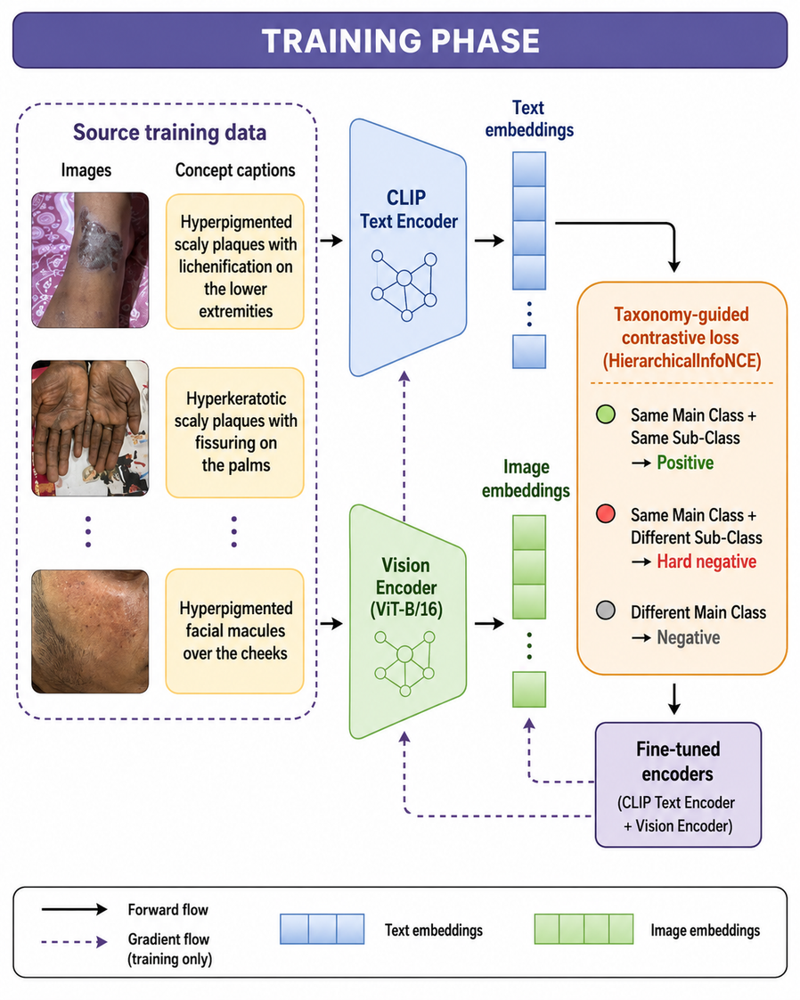 TRAINING PHASE
Source training data
Images
Concept captions
Hyperpigmented
scaly plaques with
lichenification on
the lower
extremities
Hyperkeratotic
scaly plaques with
fissuring on
the palms
Hyperpigmented
facial macules
over the cheeks
CLIP
Text Encoder
Text
embeddings
Vision
Encoder
(ViT-B/16)
Image
embeddings
Taxonomy-guided
contrastive loss
(HierarchicalInfoNCE)
Same Main Class +
Same Sub-Class
→ Positive
Same Main Class +
Different Sub-Class
→ Hard negative
Different Main Class
→ Negative
Fine-tuned
encoders
(CLIP Text Encoder
+ Vision Encoder)
Forward flow
Gradient flow
(training only)
Text embeddings
Image embeddings